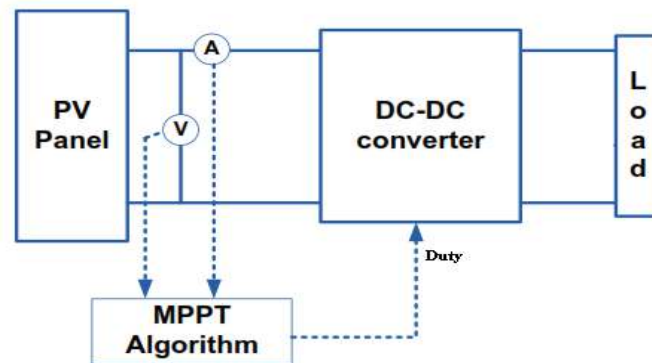 PV
Panel
A
V
DC-DC
converter
L
o
a
d
Duty
MPPT
Algorithm